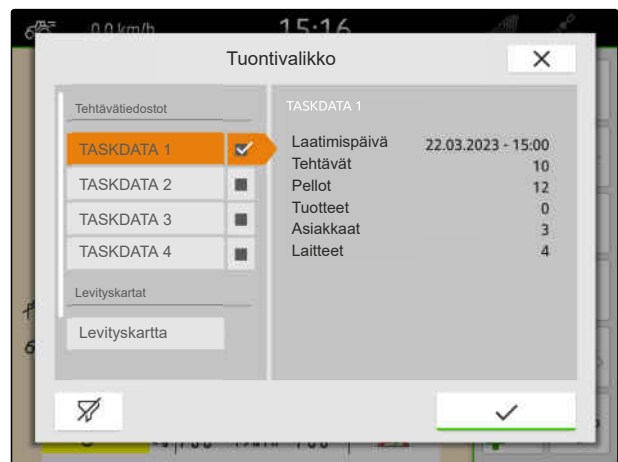 0.0 km/h
15:16
Tuontivalikko
Tehtävätiedostot
TASKDATA 1
TASKDATA 2
TASKDATA 3
TASKDATA 4
Levityskartat
Levityskartta
TASKDATA 1
Laatimispäivä 22.03.2023 - 15:00
Tehtävät 10
Pellot 12
Tuotteet 0
Asiakkaat 3
Laitteet 4